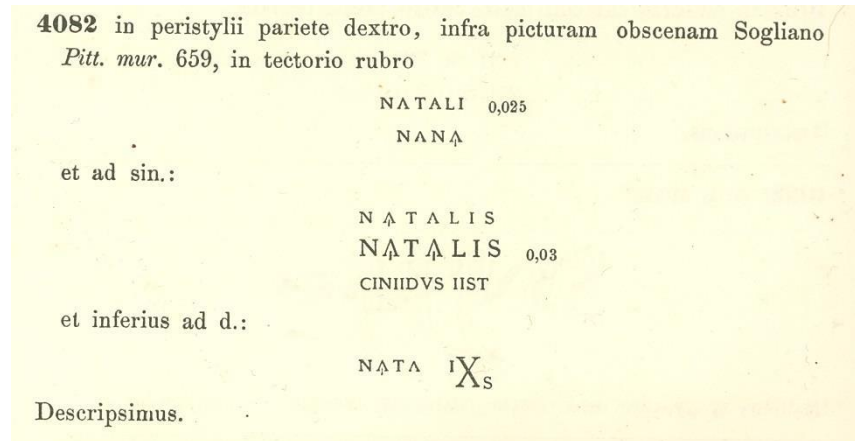 4082 in peristylii pariete dextro, infra picturam obscenam Sogliano
Pitt. mur. 659, in tectorio rubro
NATALI 0,025
NANA
et ad sin.:
NATALIS
NATALIS 0,03
CINIIDVS IIST
et inferius ad d.:
NATA IXS
Descripsimus.